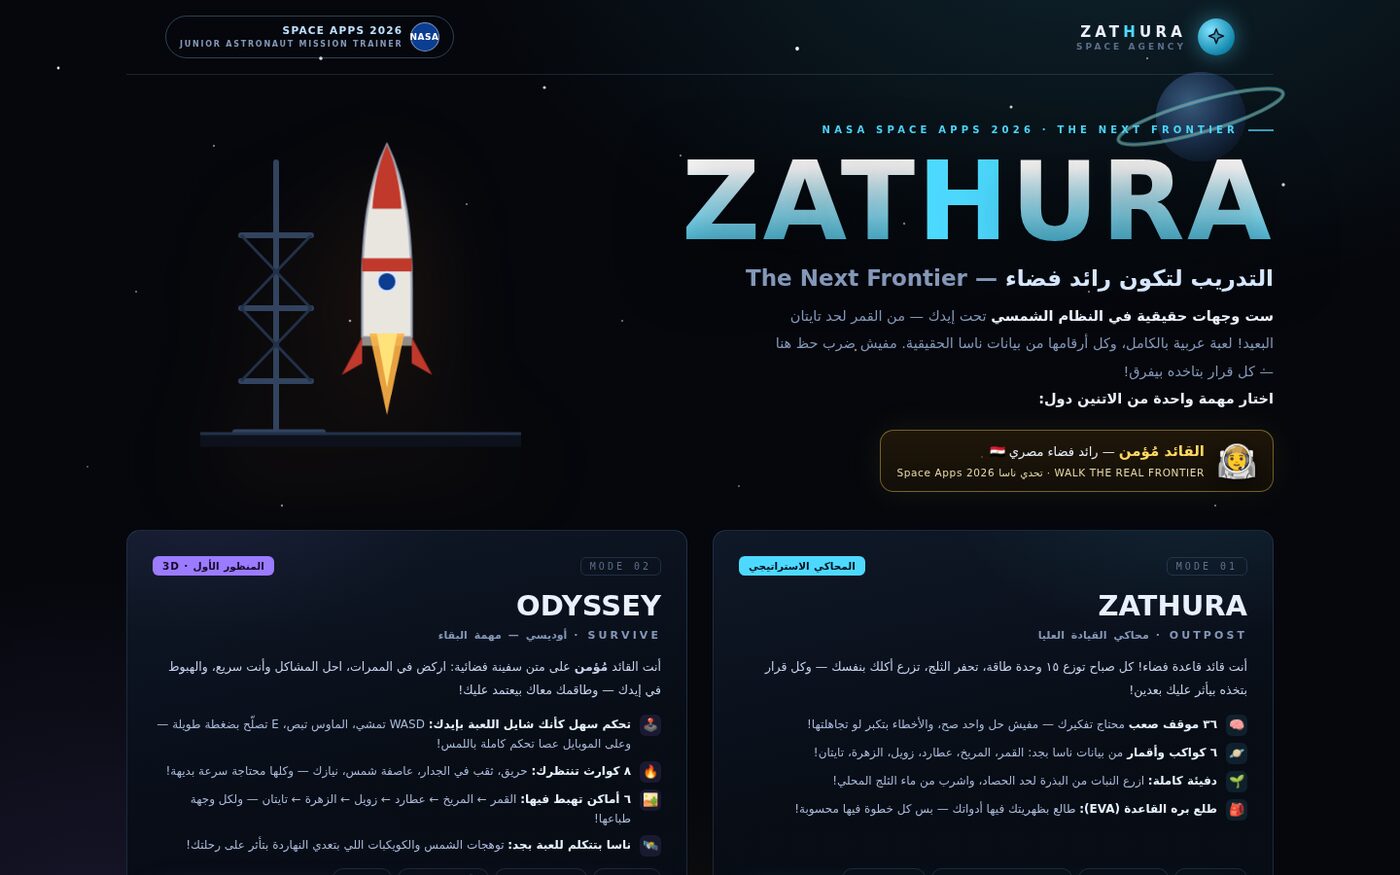 ZATHURA
SPACE AGENCY
SPACE APPS 2026
JUNIOR ASTRONAUT MISSION TRAINER
NASA
NASA SPACE APPS 2026 · THE NEXT FRONTIER
ZATHURA
التدريب لتكون رائد فضاء — The Next Frontier
ست وجهات حقيقية في النظام الشمسي تحت إيدك — من القمر لحد تايتان
البعيد! لعبة عربية بالكامل، وكل أرقامها من بيانات ناسا الحقيقية. مفيش ضرب حظ هنا
— كل قرار بتاخده بيفرق!
اختار مهمة واحدة من الاتنين دول:
القائد مُؤمن — رائد فضاء مصري 🇪🇬
WALK THE REAL FRONTIER · تحدي ناسا Space Apps 2026
MODE 01
المحاكي الاستراتيجي
ZATHURA
OUTPOST · محاكي القيادة العليا
أنت قائد قاعدة فضاء! كل صباح توزع ١٥ وحدة طاقة، تحفر الثلج، تزرع أكلك بنفسك — وكل قرار
بتخده بيأثر عليك بعدين!
٣٦ موقف صعب محتاج تفكيرك — مفيش حل واحد صح، والأخطاء بتكبر لو تجاهلتها!
٦ كواكب وأقمار من بيانات ناسا بجد: القمر، المريخ، عطارد، زويل، الزهرة، تايتان!
دفيئة كاملة: ازرع النبات من البذرة لحد الحصاد، واشرب من ماء الثلج المحلي!
طلع بره القاعدة (EVA): طالع بظهريتك فيها أدواتك — بس كل خطوة فيها محسوبة!
MODE 02
المنظور الأول · 3D
ODYSSEY
SURVIVE · أوديسي — مهمة البقاء
أنت القائد مُؤمن على متن سفينة فضائية: اركض في الممرات، احل المشاكل وأنت سريع، والهبوط
في إيدك — وطاقمك معاك بيعتمد عليك!
تحكم سهل كأنك شايل اللعبة بإيدك: WASD تمشي، الماوس تبص، E تصلّح بضغطة طويلة —
وعلى الموبايل عصا تحكم كاملة باللمس!
٨ كوارث تنتظرك: حريق، ثقب في الجدار، عاصفة شمس، نيازك — وكلها محتاجة سرعة بديهة!
٦ أماكن تهبط فيها: القمر ← المريخ ← عطارد ← زويل ← الزهرة ← تايتان — ولكل وجهة
طباعها!
ناسا بتتكلم للعبة بجد: توهجات الشمس والكويكبات اللي بتعدي النهاردة بتأثر على رحلتك!